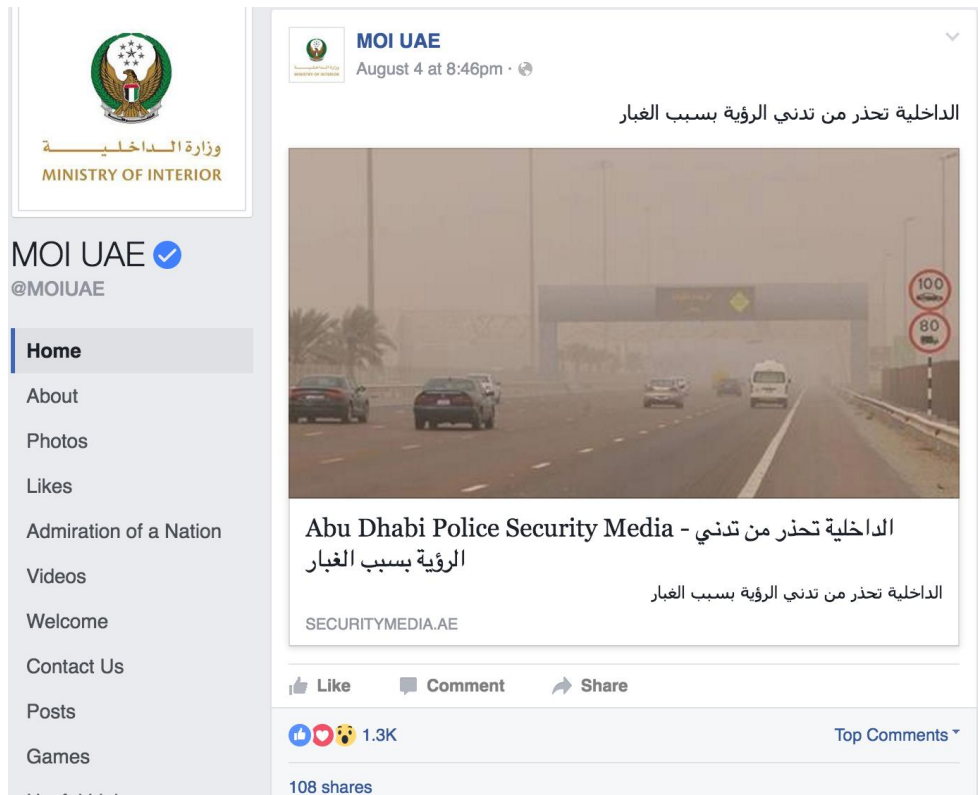 وزارة الداخلية
MINISTRY OF INTERIOR
MOI UAE
@MOIUAE
Home
About
Photos
Likes
Admiration of a Nation
Videos
Welcome
Contact Us
Posts
Games
MOI UAE
August 4 at 8:46pm
الداخلية تحذر من تدني الرؤية بسبب الغبار
100
80
Abu Dhabi Police Security Media - الداخلية تحذر من تدني
الرؤية بسبب الغبار
الداخلية تحذر من تدني الرؤية بسبب الغبار
SECURITYMEDIA.AE
Like Comment Share
1.3K Top Comments
108 shares